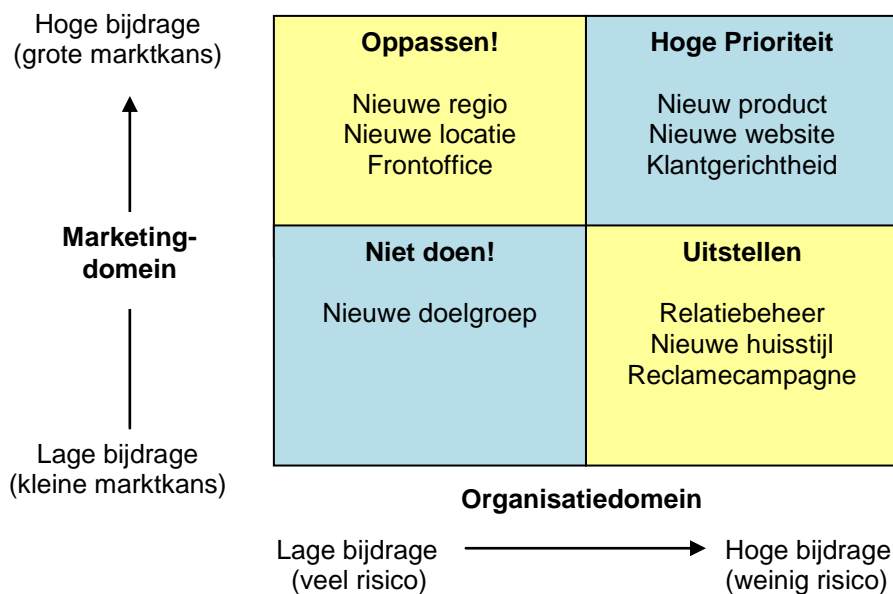 Hoge bijdrage
(grote marktkans)
Marketing-
domein
Lage bijdrage
(kleine marktkans)
Oppassen!
Nieuwe regio
Nieuwe locatie
Frontoffice
Hoge Prioriteit
Nieuw product
Nieuwe website
Klantgerichtheid
Niet doen!
Nieuwe doelgroep
Uitstellen
Relatiebeheer
Nieuwe huisstijl
Reclamecampagne
Organisatiedomein
Lage bijdrage
(veel risico)
Hoge bijdrage
(weinig risico)